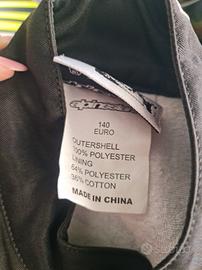 140
EURO
OUTERSHELL
100% POLYESTER
LINING
64% POLYESTER
36% COTTON
MADE IN CHINA